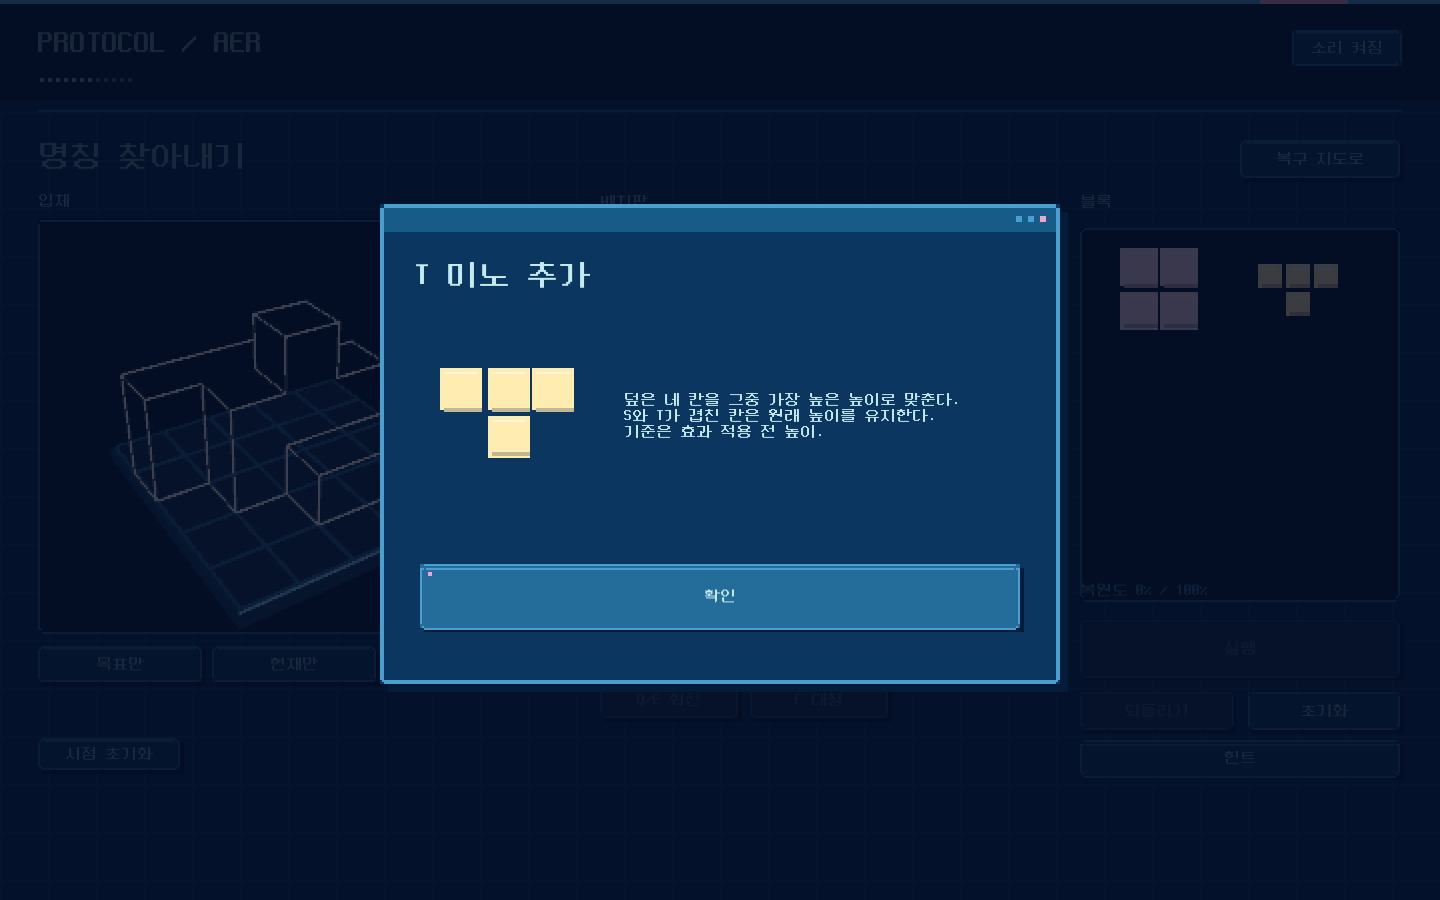 PROTOCOL / AER
소리 켜짐
명칭 찾아내기
복구 지도로
입체
배치판
블록
T 미노 추가
덮은 네 칸을 그중 가장 높은 높이로 맞춘다.
S와 T가 겹친 칸은 원래 높이를 유지한다.
기준은 효과 적용 전 높이.
확인
복원도 0% / 100%
실행
목표만
현재만
Q/E 회전
F 대칭
되돌리기
초기화
시점 초기화
힌트